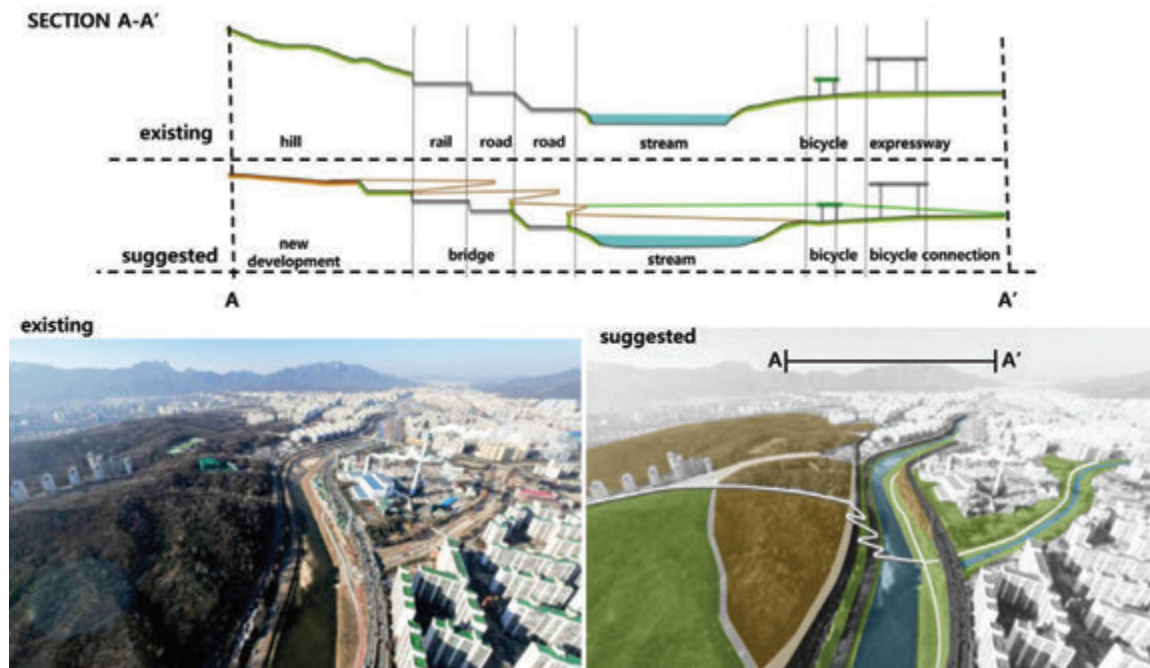 SECTION A-A'
existing
hill rail road road stream bicycle expressway
suggested
new
development bridge stream bicycle bicycle connection
A A'
existing
suggested
A A'